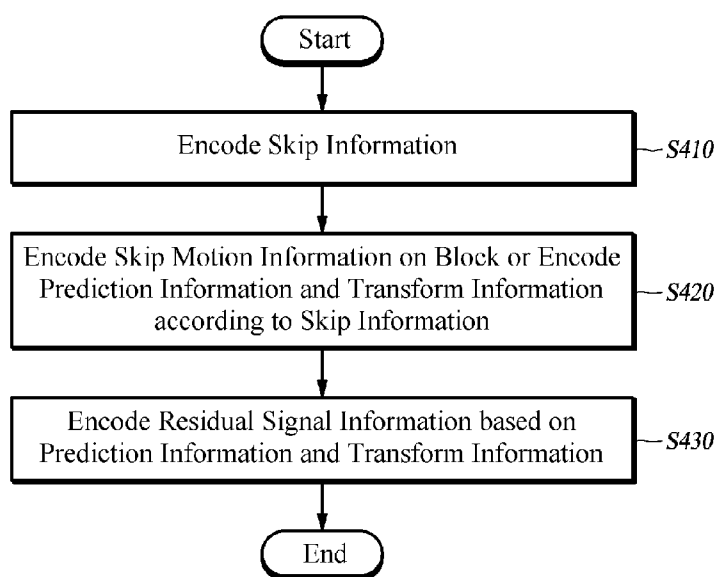 Start
Encode Skip Information
S410
Encode Skip Motion Information on Block or Encode
Prediction Information and Transform Information
according to Skip Information
S420
Encode Residual Signal Information based on
Prediction Information and Transform Information
S430
End